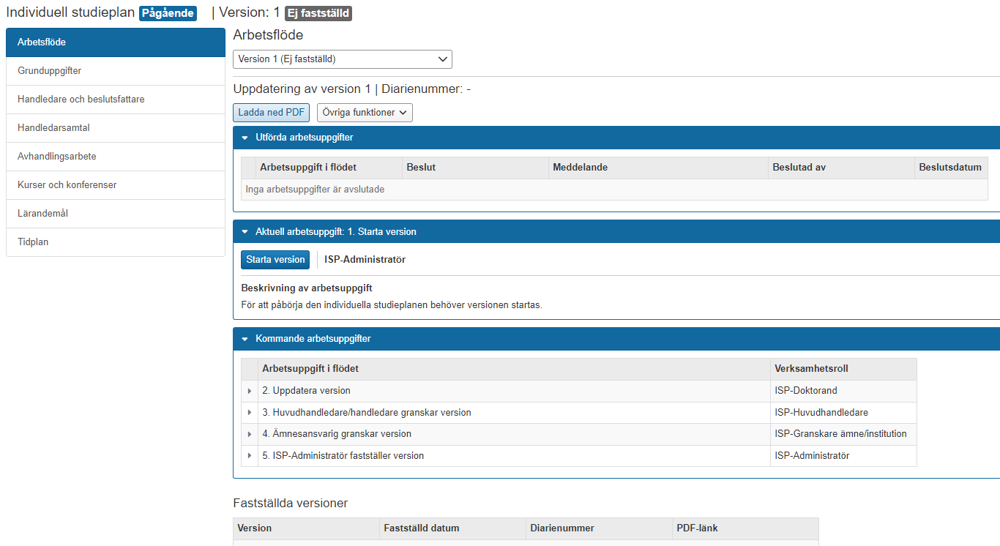 Individuell studieplan Pågående | Version: 1 Ej fastställd
Arbetsflöde
Grunduppgifter
Handledare och beslutsfattare
Handledarsamtal
Avhandlingsarbete
Kurser och konferenser
Lärandemål
Tidplan
Arbetsflöde
Version 1 (Ej fastställd)
Uppdatering av version 1 | Diarienummer: -
Ladda ned PDF Övriga funktioner
Utförda arbetsuppgifter
Arbetsuppgift i flödet Beslut Meddelande Beslutad av Beslutsdatum
Inga arbetsuppgifter är avslutade
Aktuell arbetsuppgift: 1. Starta version
Starta version ISP-Administratör
Beskrivning av arbetsuppgift
För att påbörja den individuella studieplanen behöver versionen startas.
Kommande arbetsuppgifter
Arbetsuppgift i flödet Verksamhetsroll
2. Uppdatera version ISP-Doktorand
3. Huvudhandledare/handledare granskar version ISP-Huvudhandledare
4. Ämnesansvarig granskar version ISP-Granskare ämne/institution
5. ISP-Administratör fastställer version ISP-Administratör
Fastställda versioner
Version Fastställd datum Diarienummer PDF-länk